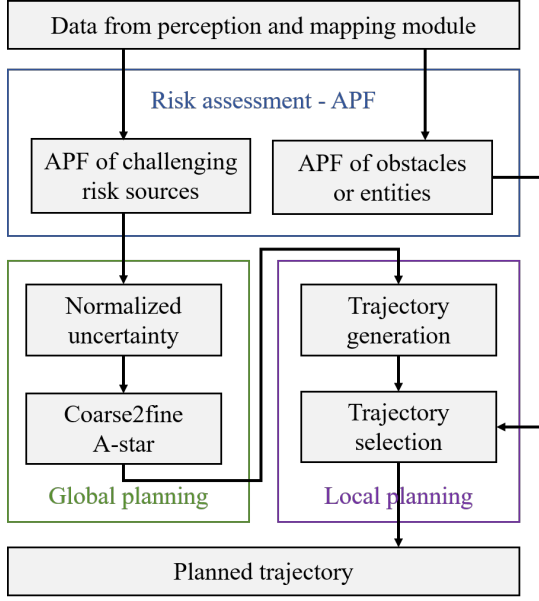 Data from perception and mapping module
Risk assessment - APF
APF of challenging
risk sources
APF of obstacles
or entities
Normalized
uncertainty
Coarse2fine
A-star
Global planning
Trajectory
generation
Trajectory
selection
Local planning
Planned trajectory